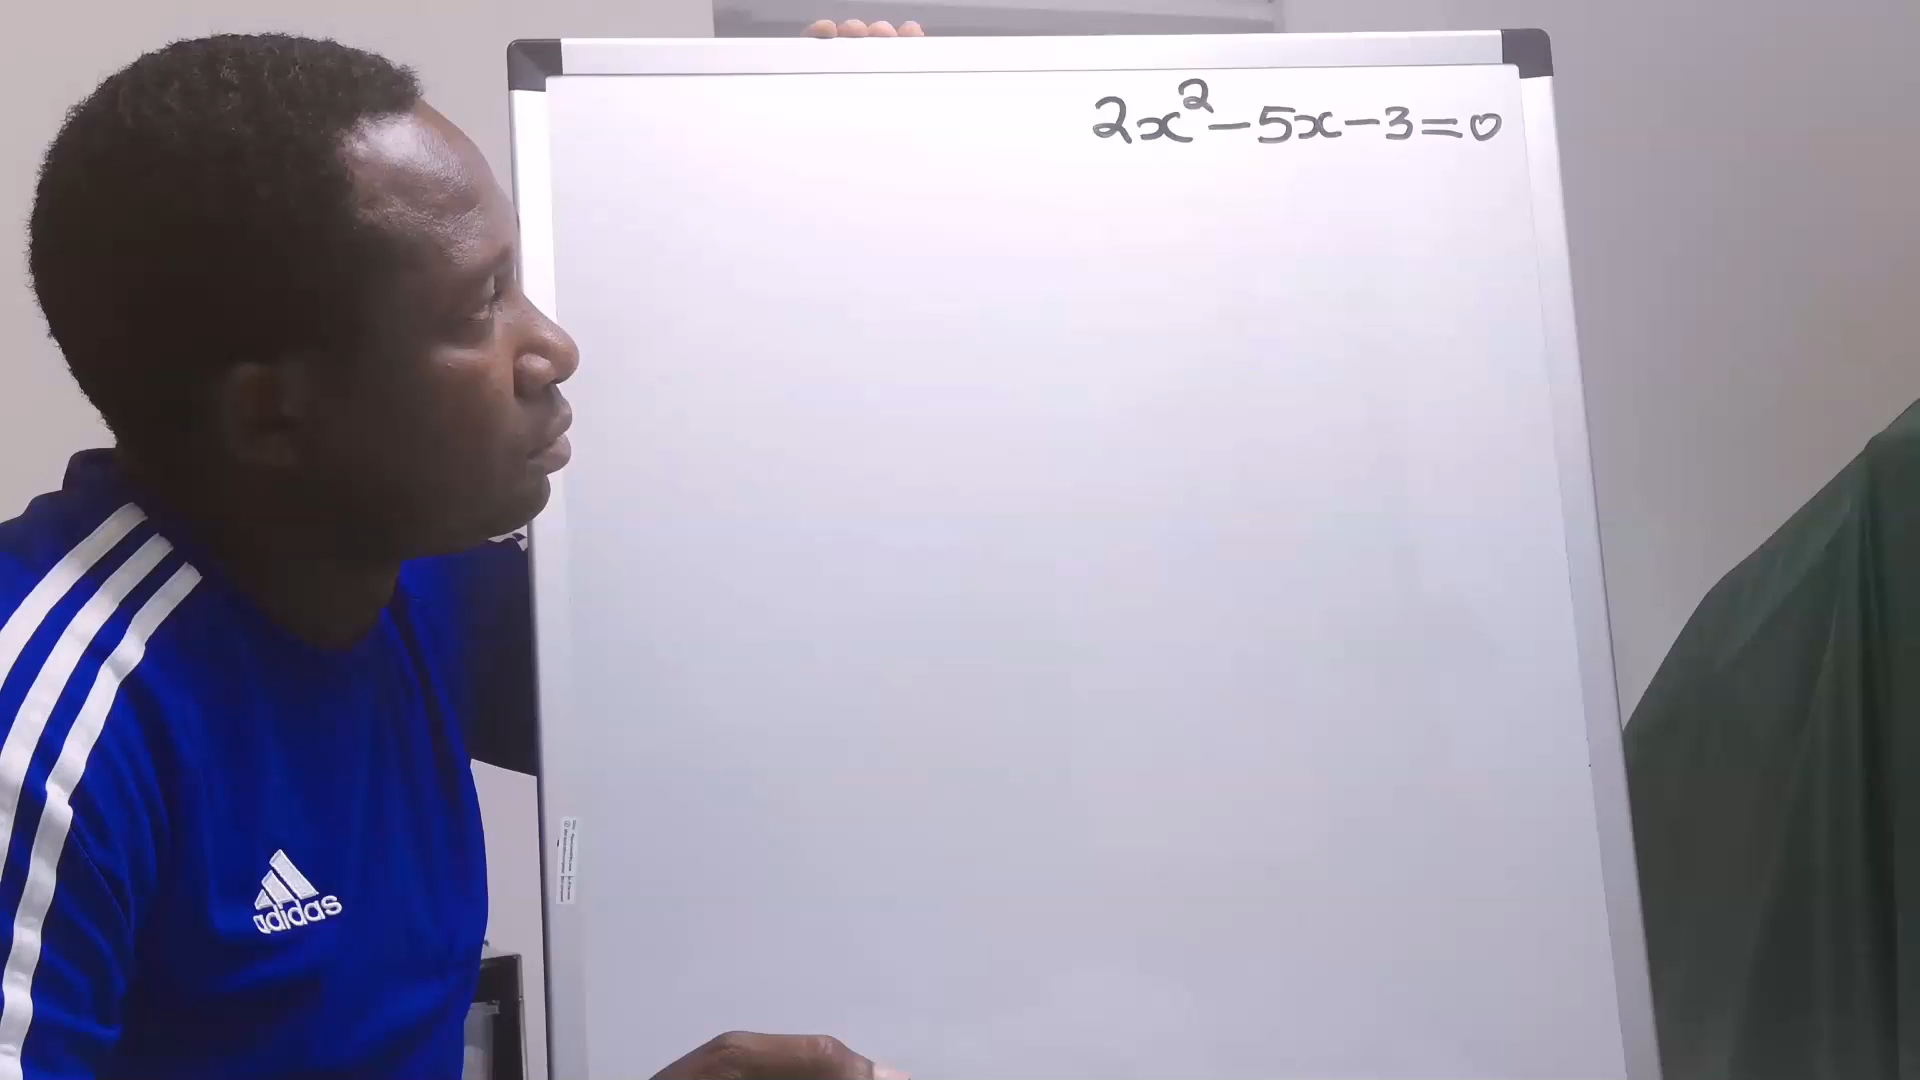 2x² - 5x - 3 = 0
adidas